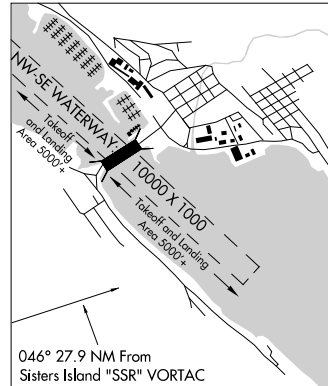 NW-SE WATERWAY
10000 X 1000
Takeoff
and Landing
Area 5000'+
Takeoff and Landing
Area 5000'+
046° 27.9 NM From
Sisters Island "SSR" VORTAC